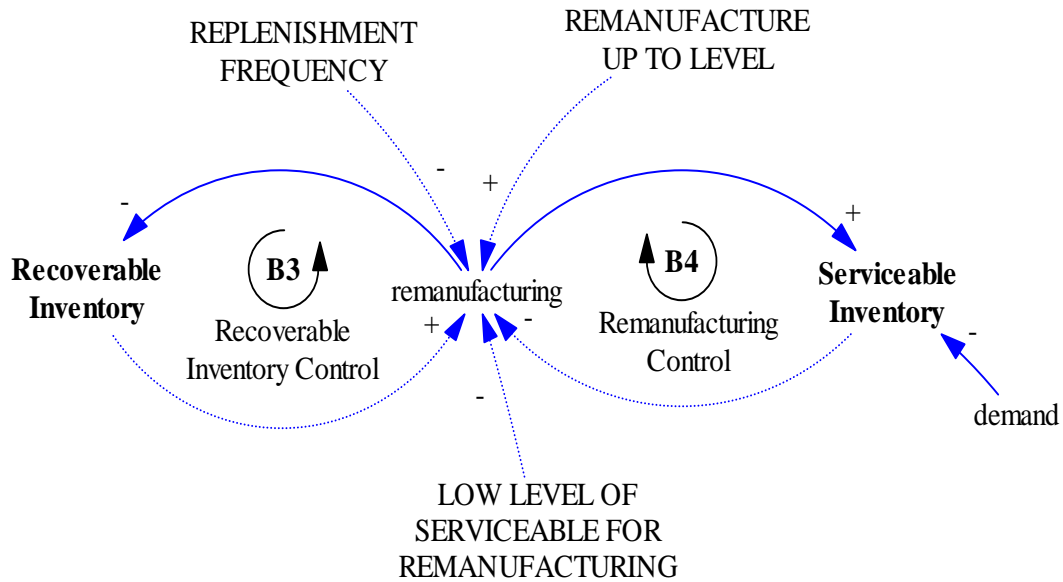 REPLENISHMENT
FREQUENCY
REMANUFACTURE
UP TO LEVEL
-
-
+
+
Recoverable
Inventory
B3
remanufacturing
B4
Serviceable
Inventory
Recoverable
Inventory Control
+
-
Remanufacturing
Control
-
demand
-
LOW LEVEL OF
SERVICEABLE FOR
REMANUFACTURING